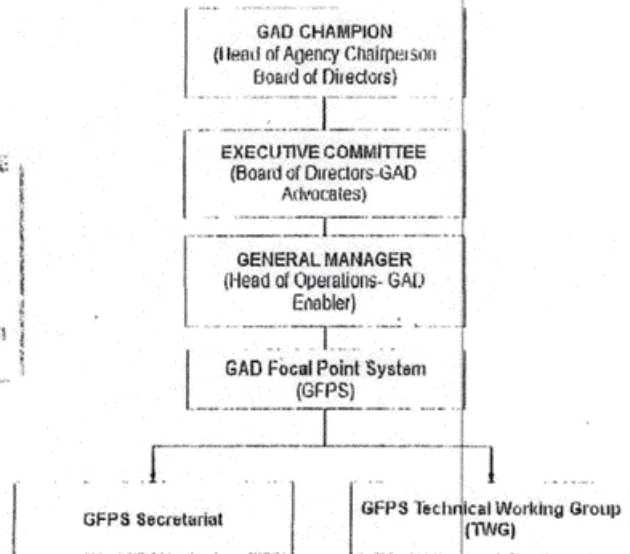 GAD CHAMPION
(Head of Agency Chairperson
Board of Directors)
EXECUTIVE COMMITTEE
(Board of Directors-GAD
Advocates)
GENERAL MANAGER
(Head of Operations- GAD
Enabler)
GAD Focal Point System
(GFPS)
GFPS Secretariat
GFPS Technical Working Group
(TWG)